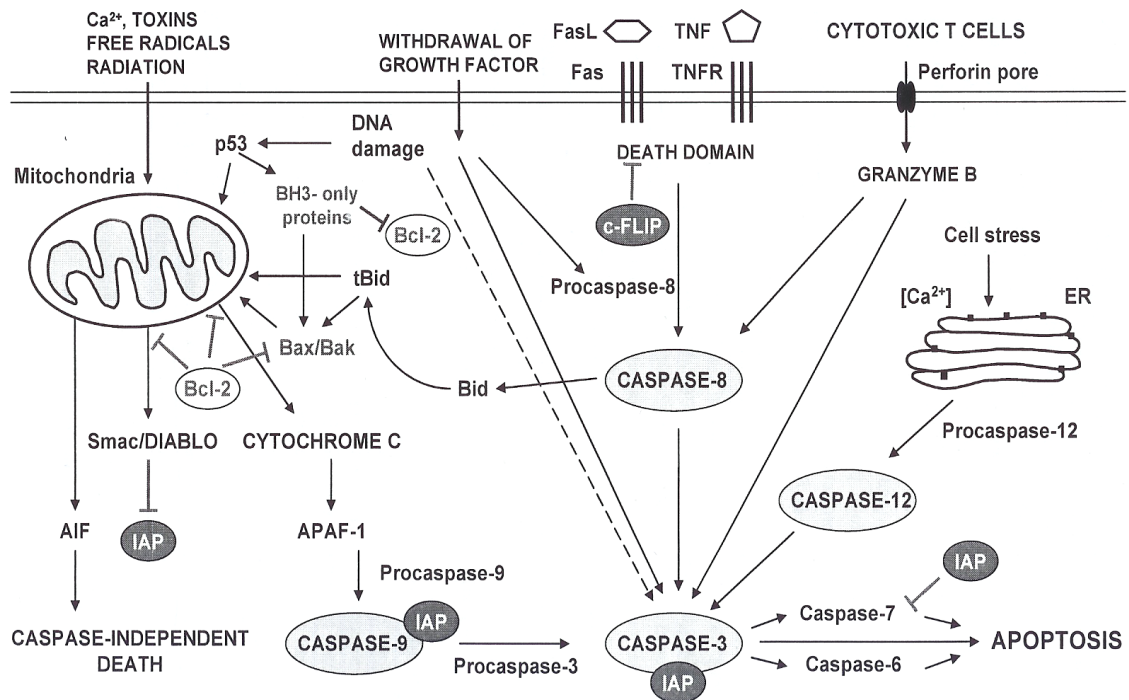 Ca²⁺, TOXINS
FREE RADICALS
RADIATION
WITHDRAWAL OF
GROWTH FACTOR
FasL
TNF
CYTOTOXIC T CELLS
Fas
TNFR
Perforin pore
p53
DNA
damage
DEATH DOMAIN
GRANZYME B
Mitochondria
BH3- only
proteins
Bcl-2
c-FLIP
Cell stress
tBid
Procaspase-8
[Ca²⁺]
ER
Bax/Bak
Bcl-2
Bid
CASPASE-8
Smac/DIABLO
CYTOCHROME C
Procaspase-12
CASPASE-12
AIF
IAP
APAF-1
Procaspase-9
IAP
IAP
Caspase-7
CASPASE-INDEPENDENT
DEATH
CASPASE-9
Procaspase-3
CASPASE-3
IAP
Caspase-6
APOPTOSIS